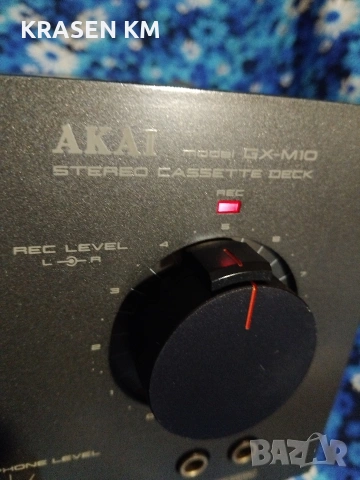 KRASEN KM
AKAI model GX-M10
STEREO CASSETTE DECK
REC
REC LEVEL
L R
3 4 5 6 7
PHONE LEVEL
BAZAR